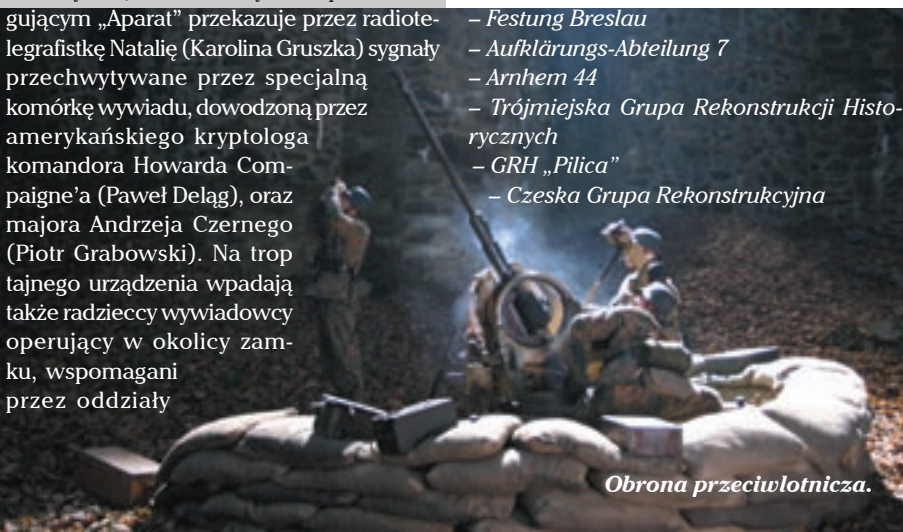 gującym „Aparat” przekazuje przez radiote-
legrafistkę Natalię (Karolina Gruszka) sygnały
przechwytywane przez specjalną
komórkę wywiadu, dowodzoną przez
amerykańskiego kryptologa
komandora Howarda Com-
paigne’a (Paweł Deląg), oraz
majora Andrzeja Czernego
(Piotr Grabowski). Na trop
tajnego urządzenia wpadają
także radzieccy wywiadowcy
operujący w okolicy zam-
ku, wspomagani
przez oddziały
– Festung Breslau
– Aufklärungs-Abteilung 7
– Arnhem 44
– Trójmiejska Grupa Rekonstrukcji Histo-
rycznych
– GRH „Pilica”
– Czeska Grupa Rekonstrukcyjna
Obrona przeciwlotnicza.